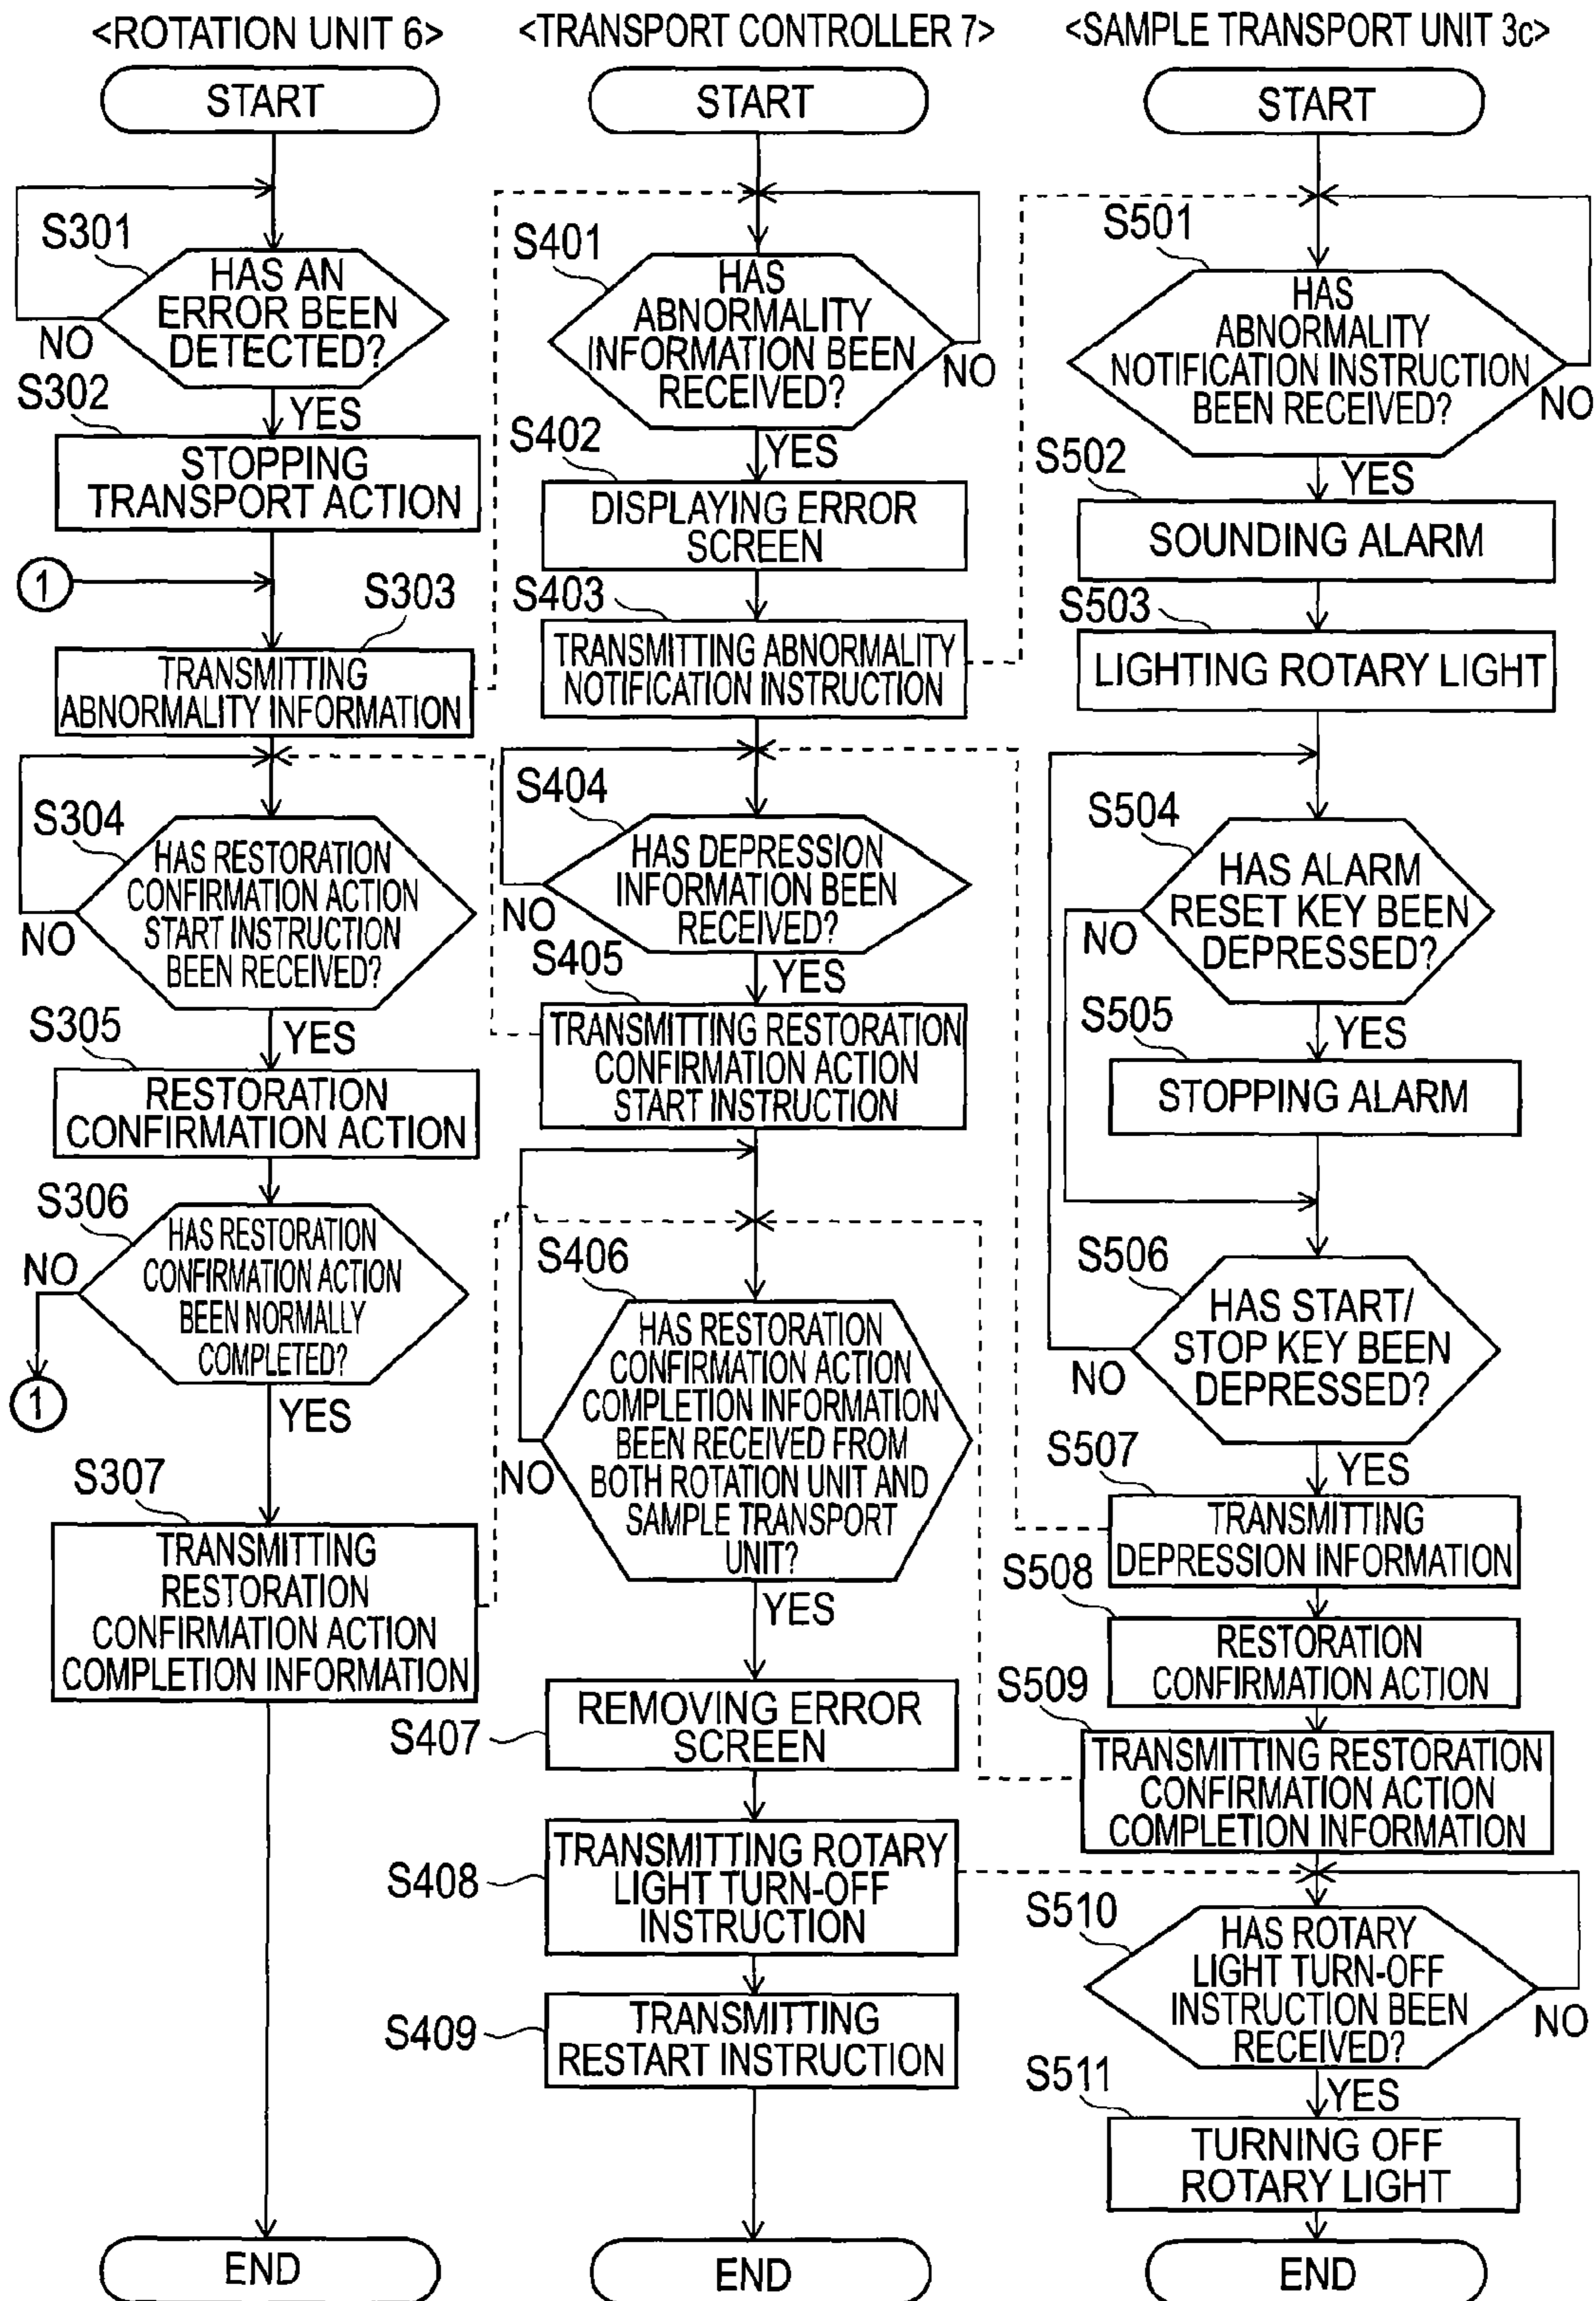 <ROTATION UNIT 6>
START
S301
HAS AN
ERROR BEEN
DETECTED?
NO
YES
S302
STOPPING
TRANSPORT ACTION
1
S303
TRANSMITTING
ABNORMALITY INFORMATION
S304
HAS RESTORATION
CONFIRMATION ACTION
START INSTRUCTION
BEEN RECEIVED?
NO
YES
S305
RESTORATION
CONFIRMATION ACTION
S306
HAS RESTORATION
CONFIRMATION ACTION
BEEN NORMALLY
COMPLETED?
NO
1
YES
S307
TRANSMITTING
RESTORATION
CONFIRMATION ACTION
COMPLETION INFORMATION
END
<TRANSPORT CONTROLLER 7>
START
S401
HAS
ABNORMALITY
INFORMATION BEEN
RECEIVED?
NO
YES
S402
DISPLAYING ERROR
SCREEN
S403
TRANSMITTING ABNORMALITY
NOTIFICATION INSTRUCTION
S404
HAS DEPRESSION
INFORMATION BEEN
RECEIVED?
NO
YES
S405
TRANSMITTING RESTORATION
CONFIRMATION ACTION
START INSTRUCTION
S406
HAS RESTORATION
CONFIRMATION ACTION
COMPLETION INFORMATION
BEEN RECEIVED FROM
BOTH ROTATION UNIT AND
SAMPLE TRANSPORT
UNIT?
NO
YES
S407
REMOVING ERROR
SCREEN
S408
TRANSMITTING ROTARY
LIGHT TURN-OFF
INSTRUCTION
S409
TRANSMITTING
RESTART INSTRUCTION
END
<SAMPLE TRANSPORT UNIT 3c>
START
S501
HAS
ABNORMALITY
NOTIFICATION INSTRUCTION
BEEN RECEIVED?
NO
YES
S502
SOUNDING ALARM
S503
LIGHTING ROTARY LIGHT
S504
HAS ALARM
RESET KEY BEEN
DEPRESSED?
NO
YES
S505
STOPPING ALARM
S506
HAS START/
STOP KEY BEEN
DEPRESSED?
NO
YES
S507
TRANSMITTING
DEPRESSION INFORMATION
S508
RESTORATION
CONFIRMATION ACTION
S509
TRANSMITTING RESTORATION
CONFIRMATION ACTION
COMPLETION INFORMATION
S510
HAS ROTARY
LIGHT TURN-OFF
INSTRUCTION BEEN
RECEIVED?
NO
YES
S511
TURNING OFF
ROTARY LIGHT
END